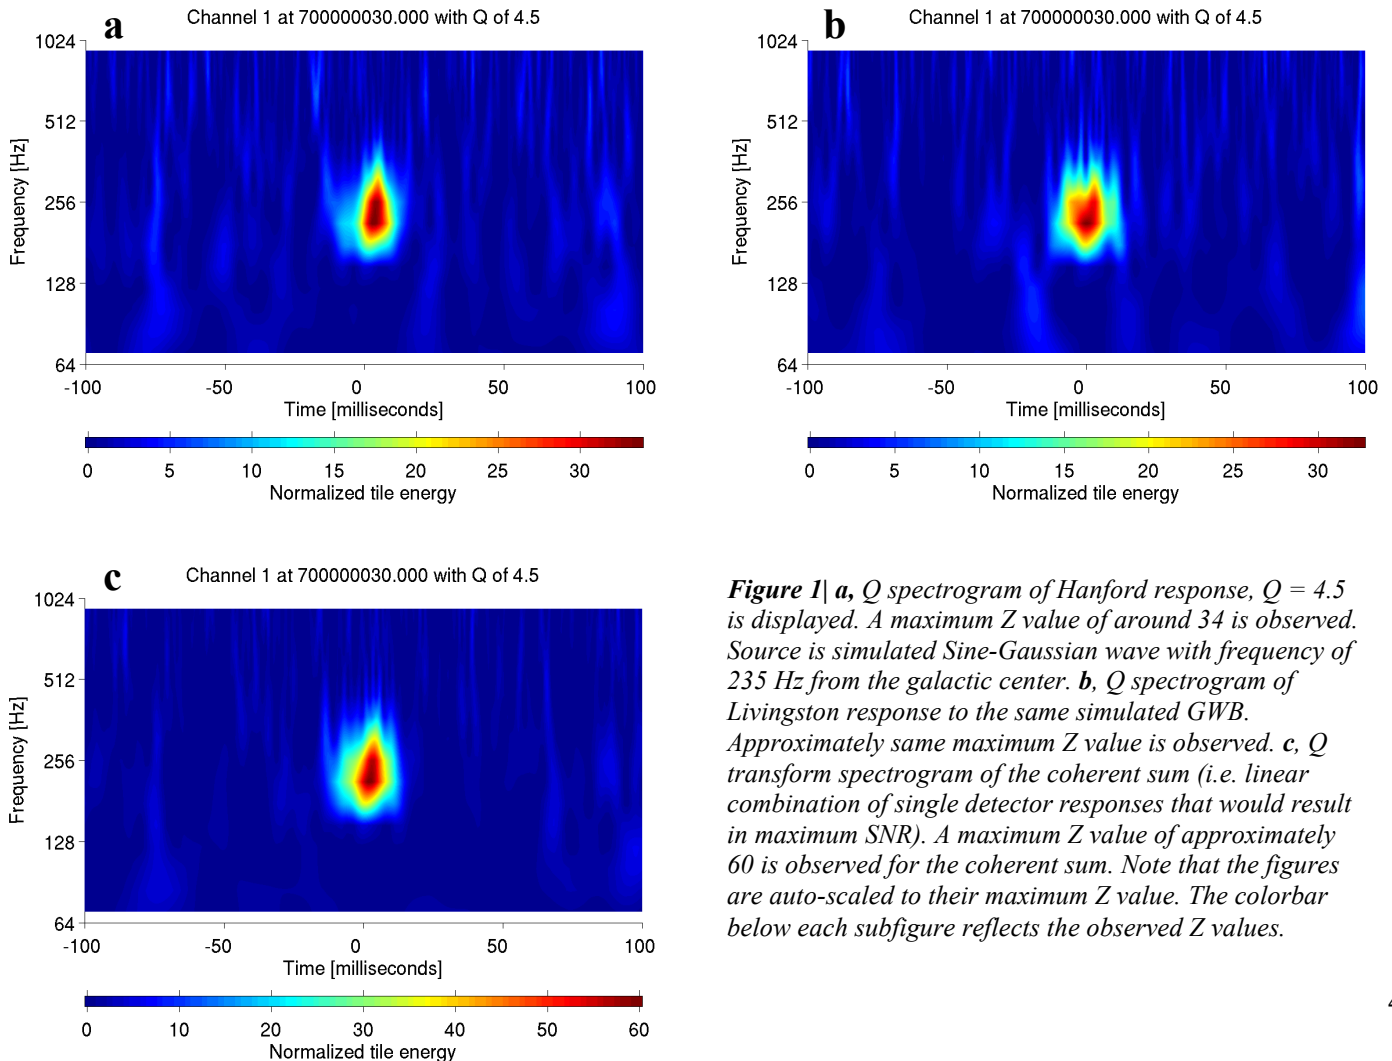 a
Channel 1 at 700000030.000 with Q of 4.5
Frequency [Hz]
1024
512
256
128
64
-100 -50 0 50 100
Time [milliseconds]
0 5 10 15 20 25 30
Normalized tile energy
b
Channel 1 at 700000030.000 with Q of 4.5
Frequency [Hz]
1024
512
256
128
64
-100 -50 0 50 100
Time [milliseconds]
0 5 10 15 20 25 30
Normalized tile energy
c
Channel 1 at 700000030.000 with Q of 4.5
Frequency [Hz]
1024
512
256
128
64
-100 -50 0 50 100
Time [milliseconds]
0 10 20 30 40 50 60
Normalized tile energy
Figure 1| a, Q spectrogram of Hanford response, Q = 4.5
is displayed. A maximum Z value of around 34 is observed.
Source is simulated Sine-Gaussian wave with frequency of
235 Hz from the galactic center. b, Q spectrogram of
Livingston response to the same simulated GWB.
Approximately same maximum Z value is observed. c, Q
transform spectrogram of the coherent sum (i.e. linear
combination of single detector responses that would result
in maximum SNR). A maximum Z value of approximately
60 is observed for the coherent sum. Note that the figures
are auto-scaled to their maximum Z value. The colorbar
below each subfigure reflects the observed Z values.